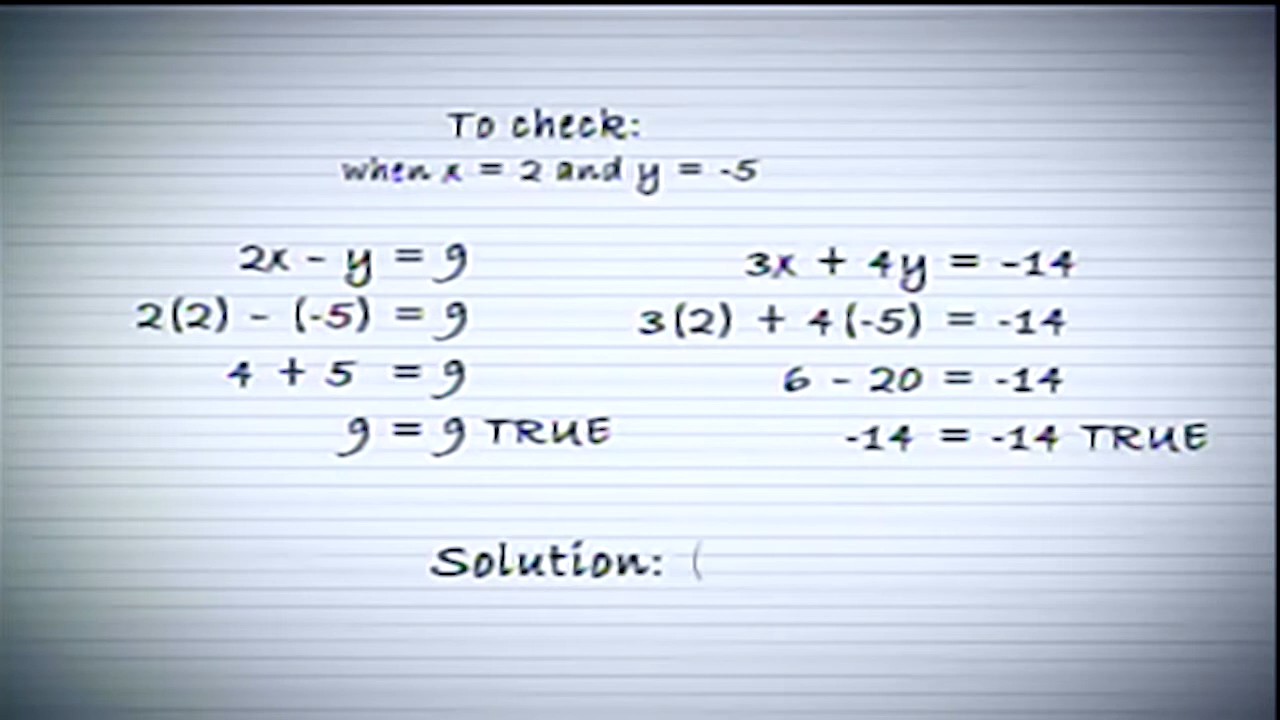 To check:
when x = 2 and y = -5
2x - y = 9
2(2) - (-5) = 9
4 + 5 = 9
9 = 9 TRUE
3x + 4y = -14
3(2) + 4(-5) = -14
6 - 20 = -14
-14 = -14 TRUE
Solution: (